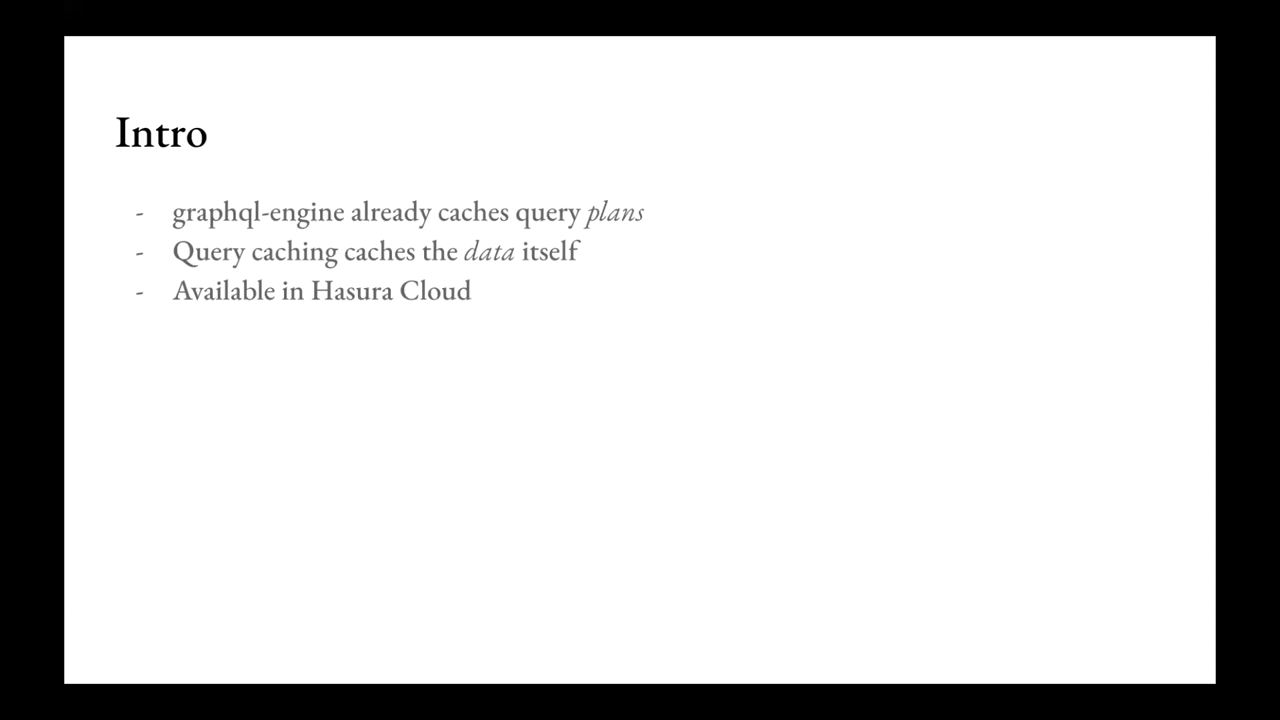 Intro
- graphql-engine already caches query plans
- Query caching caches the data itself
- Available in Hasura Cloud